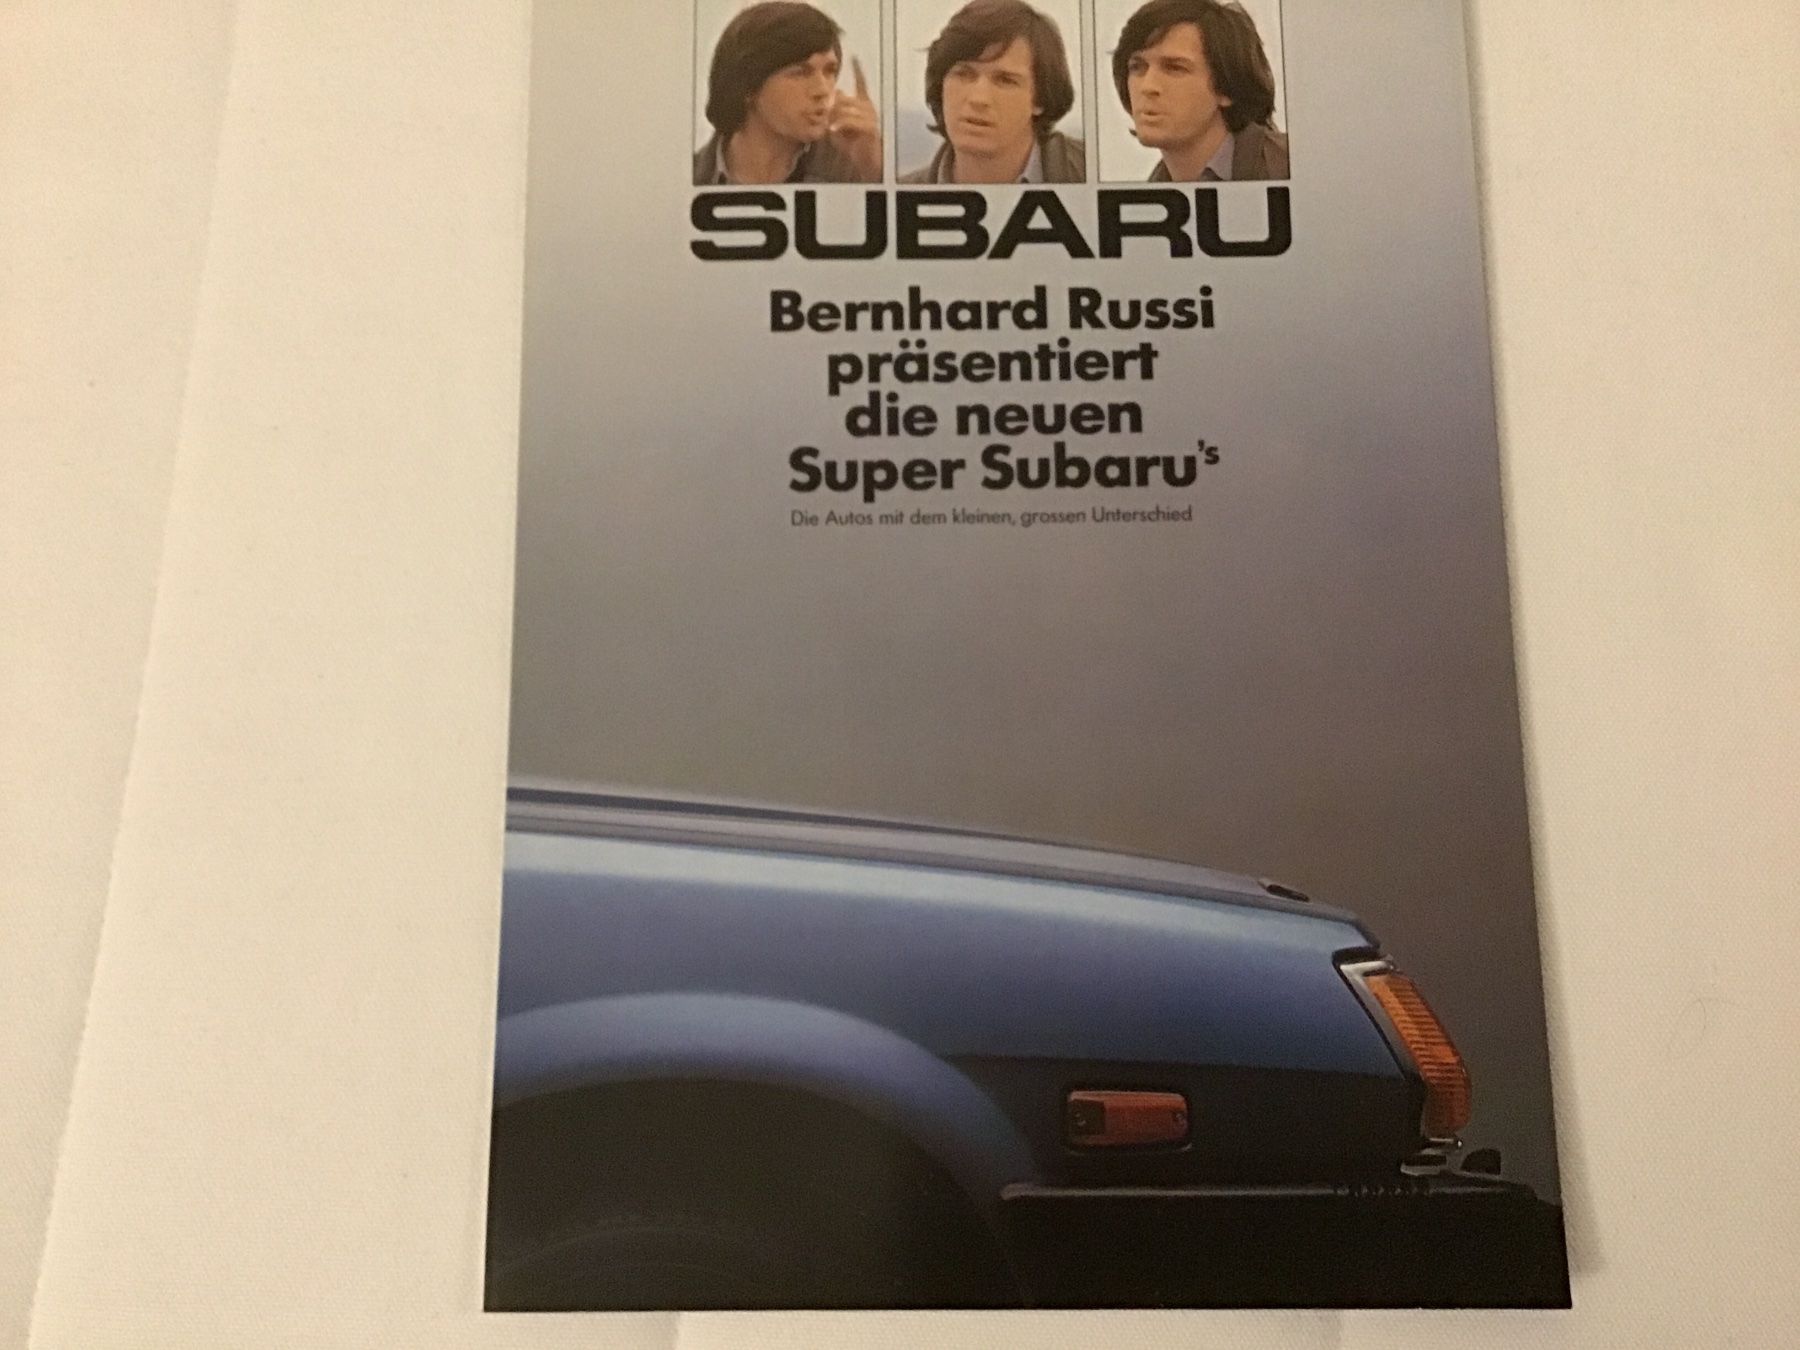 SUBARU
Bernhard Russi
präsentiert
die neuen
Super Subaru's
Die Autos mit dem kleinen, grossen Unterschied